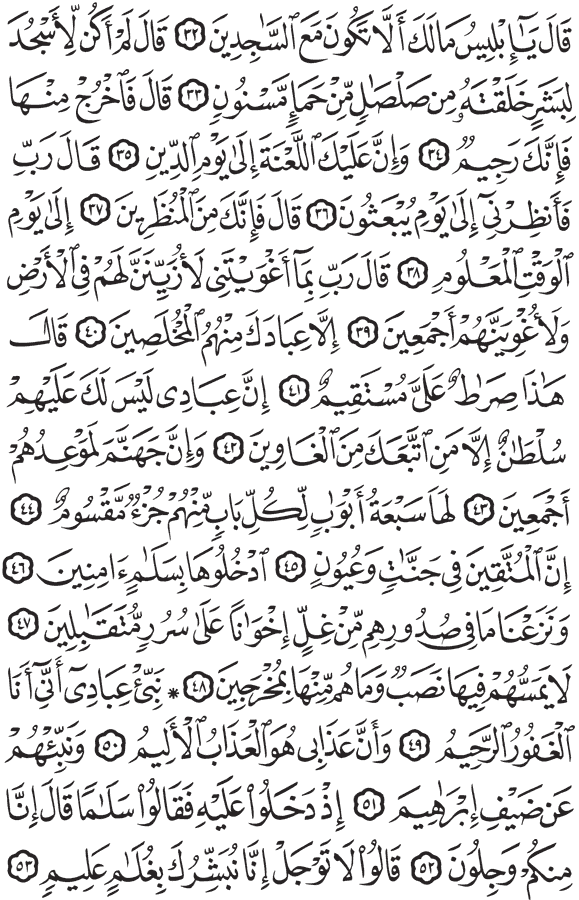 قَالَ يَٰٓإِبۡلِيسُ مَا لَكَ أَلَّا تَكُونَ مَعَ ٱلسَّٰجِدِينَ ٣٢ قَالَ لَمۡ أَكُن لِّأَسۡجُدَ
لِبَشَرٍ خَلَقۡتَهُۥ مِن صَلۡصَٰلٖ مِّنۡ حَمَإٖ مَّسۡنُونٖ ٣٣ قَالَ فَٱخۡرُجۡ مِنۡهَا
فَإِنَّكَ رَجِيمٞ ٣٤ وَإِنَّ عَلَيۡكَ ٱللَّعۡنَةَ إِلَىٰ يَوۡمِ ٱلدِّينِ ٣٥ قَالَ رَبِّ
فَأَنظِرۡنِيٓ إِلَىٰ يَوۡمِ يُبۡعَثُونَ ٣٦ قَالَ فَإِنَّكَ مِنَ ٱلۡمُنظَرِينَ ٣٧ إِلَىٰ يَوۡمِ
ٱلۡوَقۡتِ ٱلۡمَعۡلُومِ ٣٨ قَالَ رَبِّ بِمَآ أَغۡوَيۡتَنِي لَأُزَيِّنَنَّ لَهُمۡ فِي ٱلۡأَرۡضِ
وَلَأُغۡوِيَنَّهُمۡ أَجۡمَعِينَ ٣٩ إِلَّا عِبَادَكَ مِنۡهُمُ ٱلۡمُخۡلَصِينَ ٤٠ قَالَ
هَٰذَا صِرَٰطٌ عَلَيَّ مُسۡتَقِيمٌ ٤١ إِنَّ عِبَادِي لَيۡسَ لَكَ عَلَيۡهِمۡ
سُلۡطَٰنٌ إِلَّا مَنِ ٱتَّبَعَكَ مِنَ ٱلۡغَاوِينَ ٤٢ وَإِنَّ جَهَنَّمَ لَمَوۡعِدُهُمۡ
أَجۡمَعِينَ ٤٣ لَهَا سَبۡعَةُ أَبۡوَٰبٖ لِّكُلِّ بَابٖ مِّنۡهُمۡ جُزۡءٞ مَّقۡسُومٌ ٤٤
إِنَّ ٱلۡمُتَّقِينَ فِي جَنَّٰتٖ وَعُيُونٍ ٤٥ ٱدۡخُلُوهَا بِسَلَٰمٍ ءَامِنِينَ ٤٦
وَنَزَعۡنَا مَا فِي صُدُورِهِم مِّنۡ غِلٍّ إِخۡوَٰنًا عَلَىٰ سُرُرٖ مُّتَقَٰبِلِينَ ٤٧
لَا يَمَسُّهُمۡ فِيهَا نَصَبٞ وَمَا هُم مِّنۡهَا بِمُخۡرَجِينَ ٤٨ * نَبِّئۡ عِبَادِيٓ أَنِّيٓ أَنَا
ٱلۡغَفُورُ ٱلرَّحِيمُ ٤٩ وَأَنَّ عَذَابِي هُوَ ٱلۡعَذَابُ ٱلۡأَلِيمُ ٥٠ وَنَبِّئۡهُمۡ
عَن ضَيۡفِ إِبۡرَٰهِيمَ ٥١ إِذۡ دَخَلُواْ عَلَيۡهِ فَقَالُواْ سَلَٰمٗا قَالَ إِنَّا
مِنكُمۡ وَجِلُونَ ٥٢ قَالُواْ لَا تَوۡجَلۡ إِنَّا نُبَشِّرُكَ بِغُلَٰمٍ عَلِيمٖ ٥٣